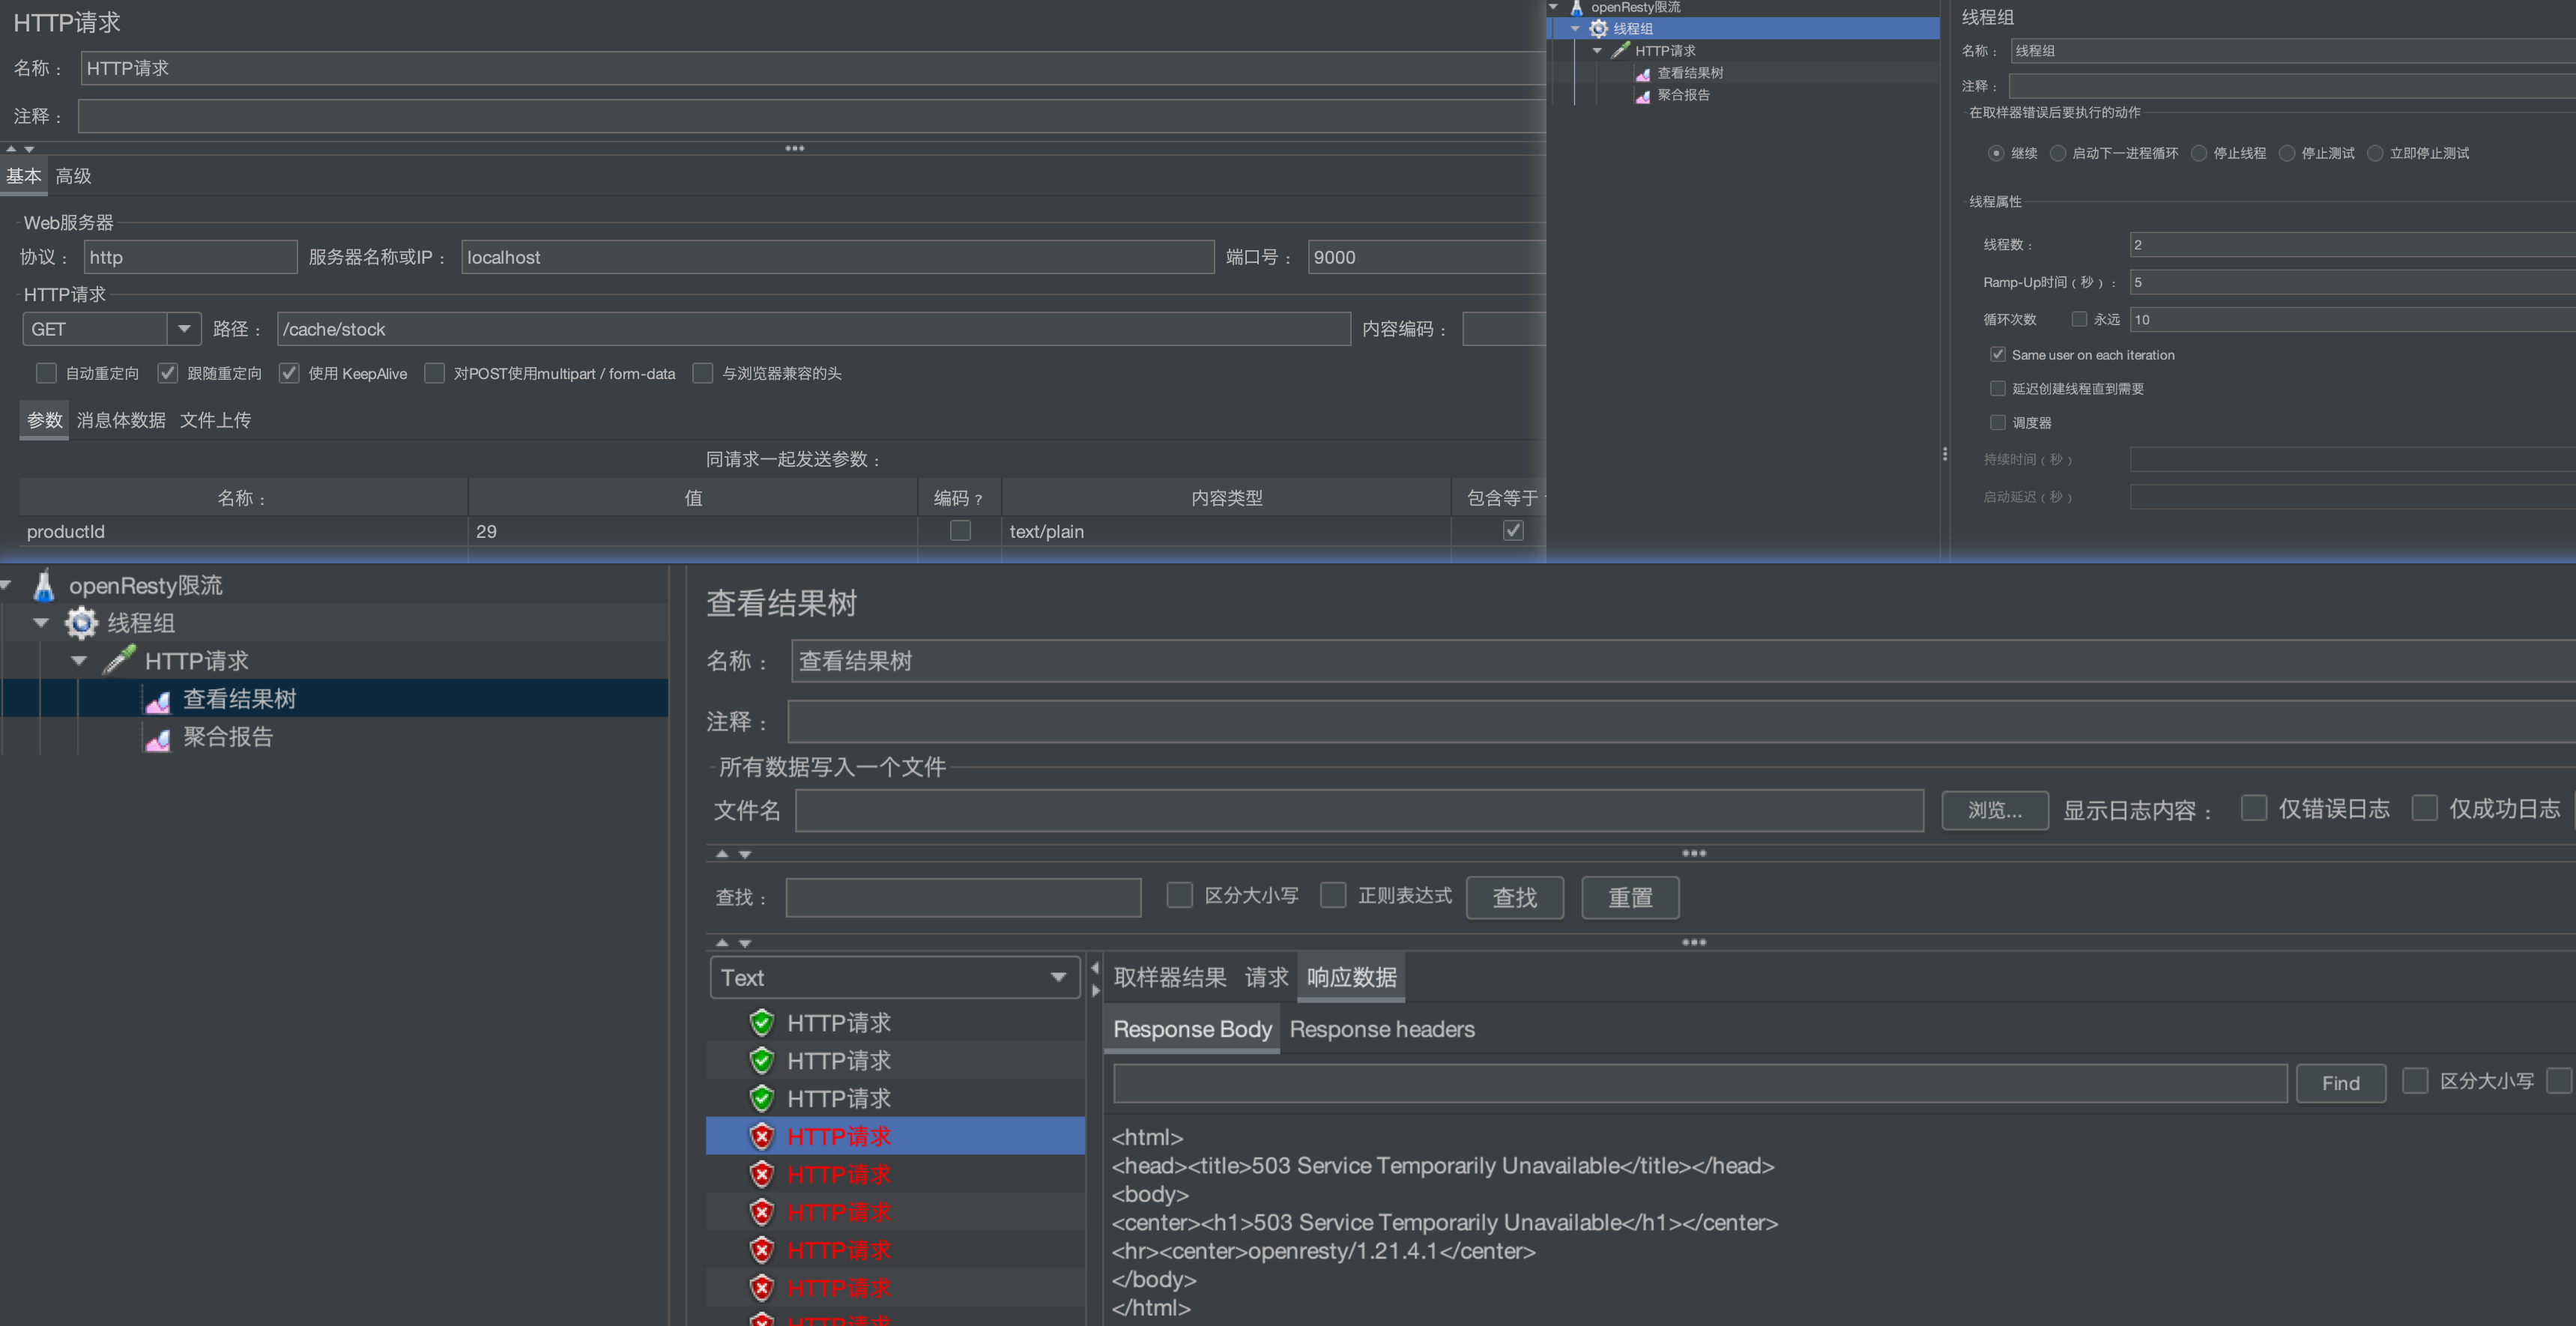 HTTP请求
名称： HTTP请求
注释：
基本 高级
Web服务器
协议： http 服务器名称或IP： localhost 端口号： 9000
HTTP请求
GET 路径： /cache/stock 内容编码：
自动重定向 跟随重定向 使用 KeepAlive 对POST使用multipart / form-data 与浏览器兼容的头
参数 消息体数据 文件上传
同请求一起发送参数：
名称： 值 编码？ 内容类型 包含等于
productId 29 text/plain
openResty限流
线程组
HTTP请求
查看结果树
聚合报告
线程组
名称： 线程组
注释：
在取样器错误后要执行的动作
继续 启动下一进程循环 停止线程 停止测试 立即停止测试
线程属性
线程数： 2
Ramp-Up时间（秒）： 5
循环次数 永远 10
Same user on each iteration
延迟创建线程直到需要
调度器
持续时间（秒）
启动延迟（秒）
openResty限流
线程组
HTTP请求
查看结果树
聚合报告
查看结果树
名称： 查看结果树
注释：
所有数据写入一个文件
文件名 浏览... 显示日志内容： 仅错误日志 仅成功日志
查找： 区分大小写 正则表达式 查找 重置
Text
HTTP请求
HTTP请求
HTTP请求
HTTP请求
HTTP请求
HTTP请求
HTTP请求
HTTP请求
HTTP请求
取样器结果 请求 响应数据
Response Body Response headers
Find 区分大小写
<html>
<head><title>503 Service Temporarily Unavailable</title></head>
<body>
<center><h1>503 Service Temporarily Unavailable</h1></center>
<hr><center>openresty/1.21.4.1</center>
</body>
</html>